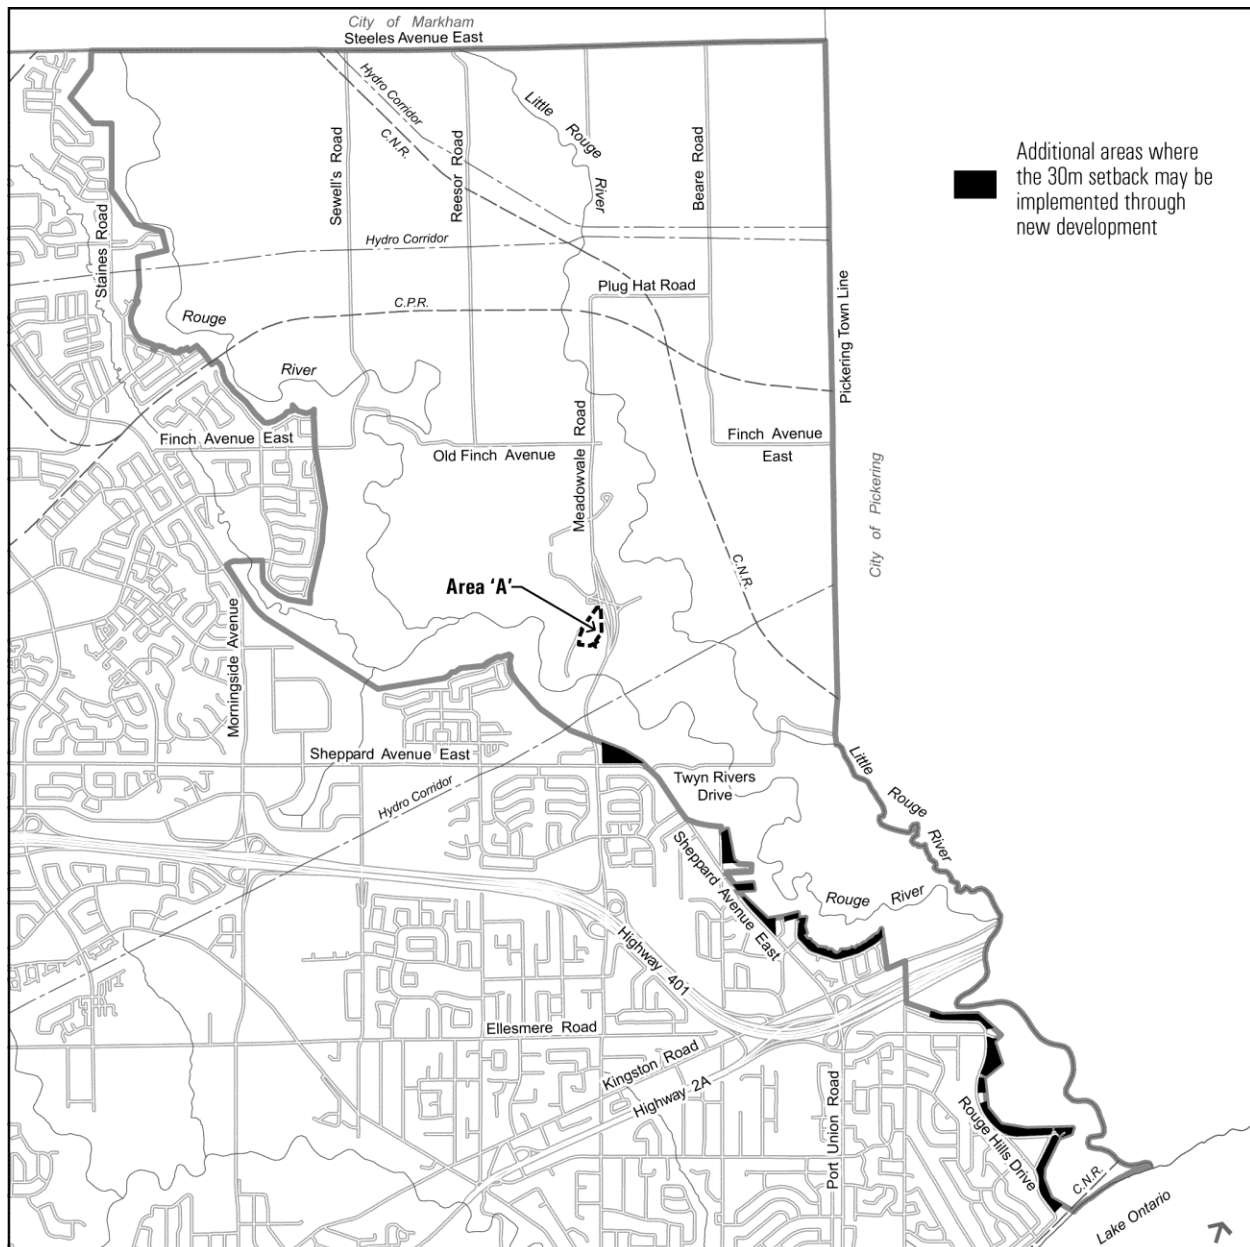 City of Markham
Steeles Avenue East
Hydro Corridor
C.N.R.
Little Rouge River
Sewell's Road
Reesor Road
Beare Road
Additional areas where
the 30m setback may be
implemented through
new development
Staines Road
Hydro Corridor
Plug Hat Road
C.P.R.
Rouge River
Pickering Town Line
Meadowvale Road
Finch Avenue East
Old Finch Avenue
Finch Avenue
East
City of Pickering
C.N.R.
Area ‘A’
Morningside Avenue
Sheppard Avenue East
Hydro Corridor
Twyn Rivers
Drive
Little Rouge River
Sheppard Avenue East
Rouge River
Highway 401
Ellesmere Road
Kingston Road
Highway 2A
Port Union Road
Rouge Hills Drive
C.N.R.
Lake Ontario